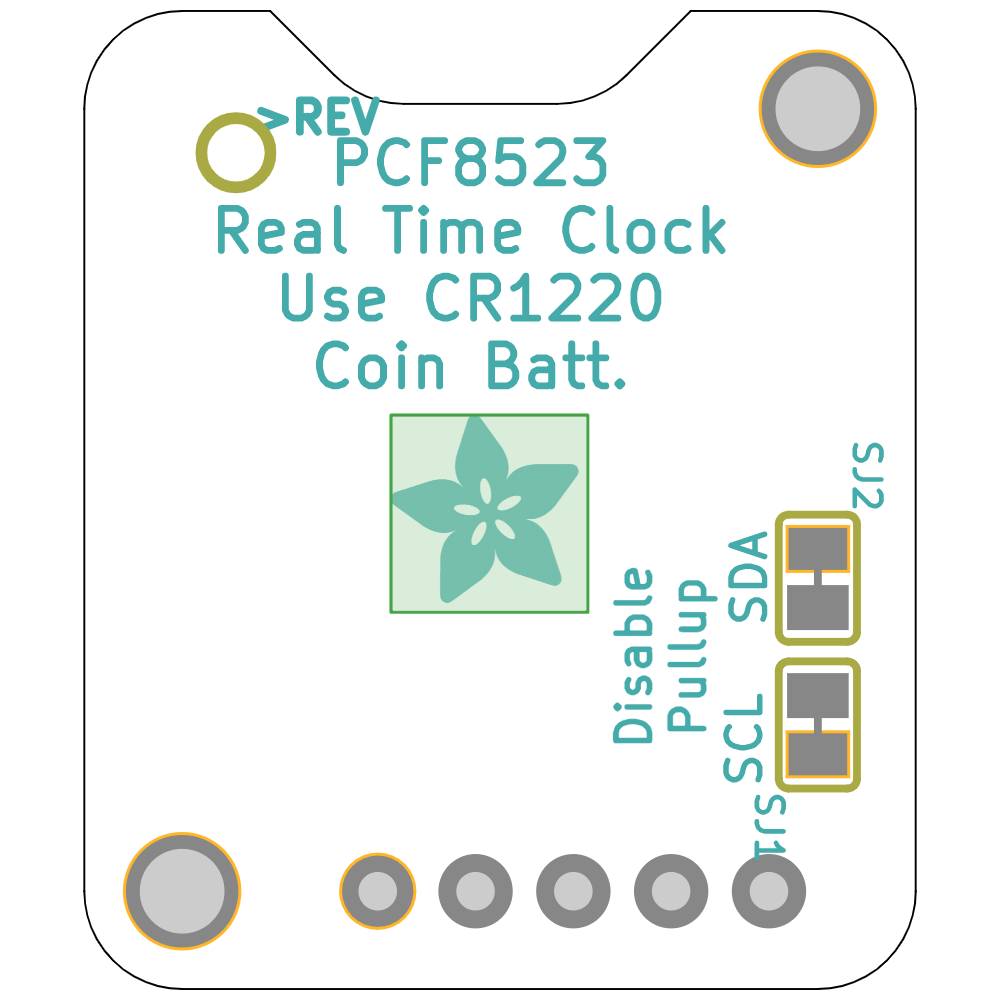 >REV
PCF8523
Real Time Clock
Use CR1220
Coin Batt.
SJ2
SDA
Disable
Pullup
SCL
SJ1